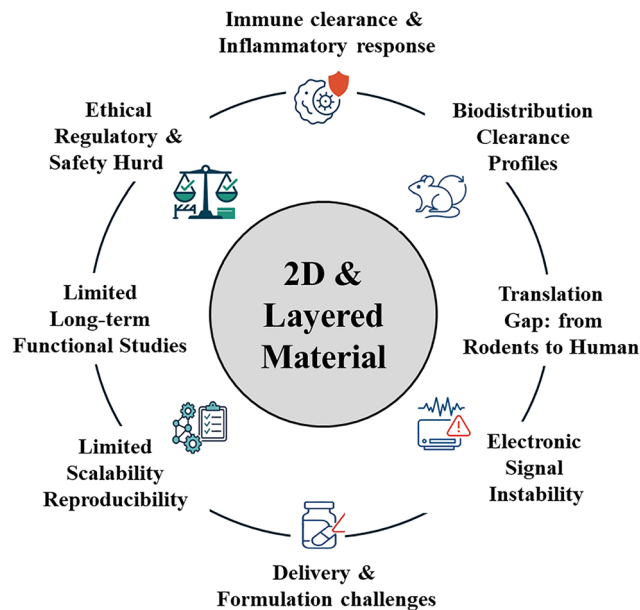 Immune clearance &
Inflammatory response
Biodistribution
Clearance
Profiles
Translation
Gap: from
Rodents to Human
Electronic
Signal
Instability
Delivery &
Formulation challenges
Limited
Scalability
Reproducibility
Limited
Long-term
Functional Studies
Ethical
Regulatory &
Safety Hurd
2D &
Layered
Material